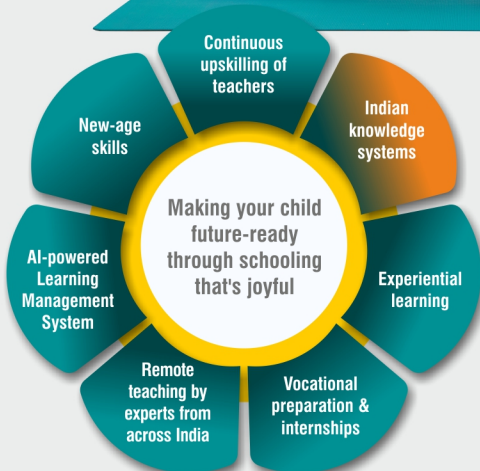 Continuous
upskilling of
teachers
Indian
knowledge
systems
Experiential
learning
Vocational
preparation &
internships
Remote
teaching by
experts from
across India
AI-powered
Learning
Management
System
New-age
skills
Making your child
future-ready
through schooling
that's joyful